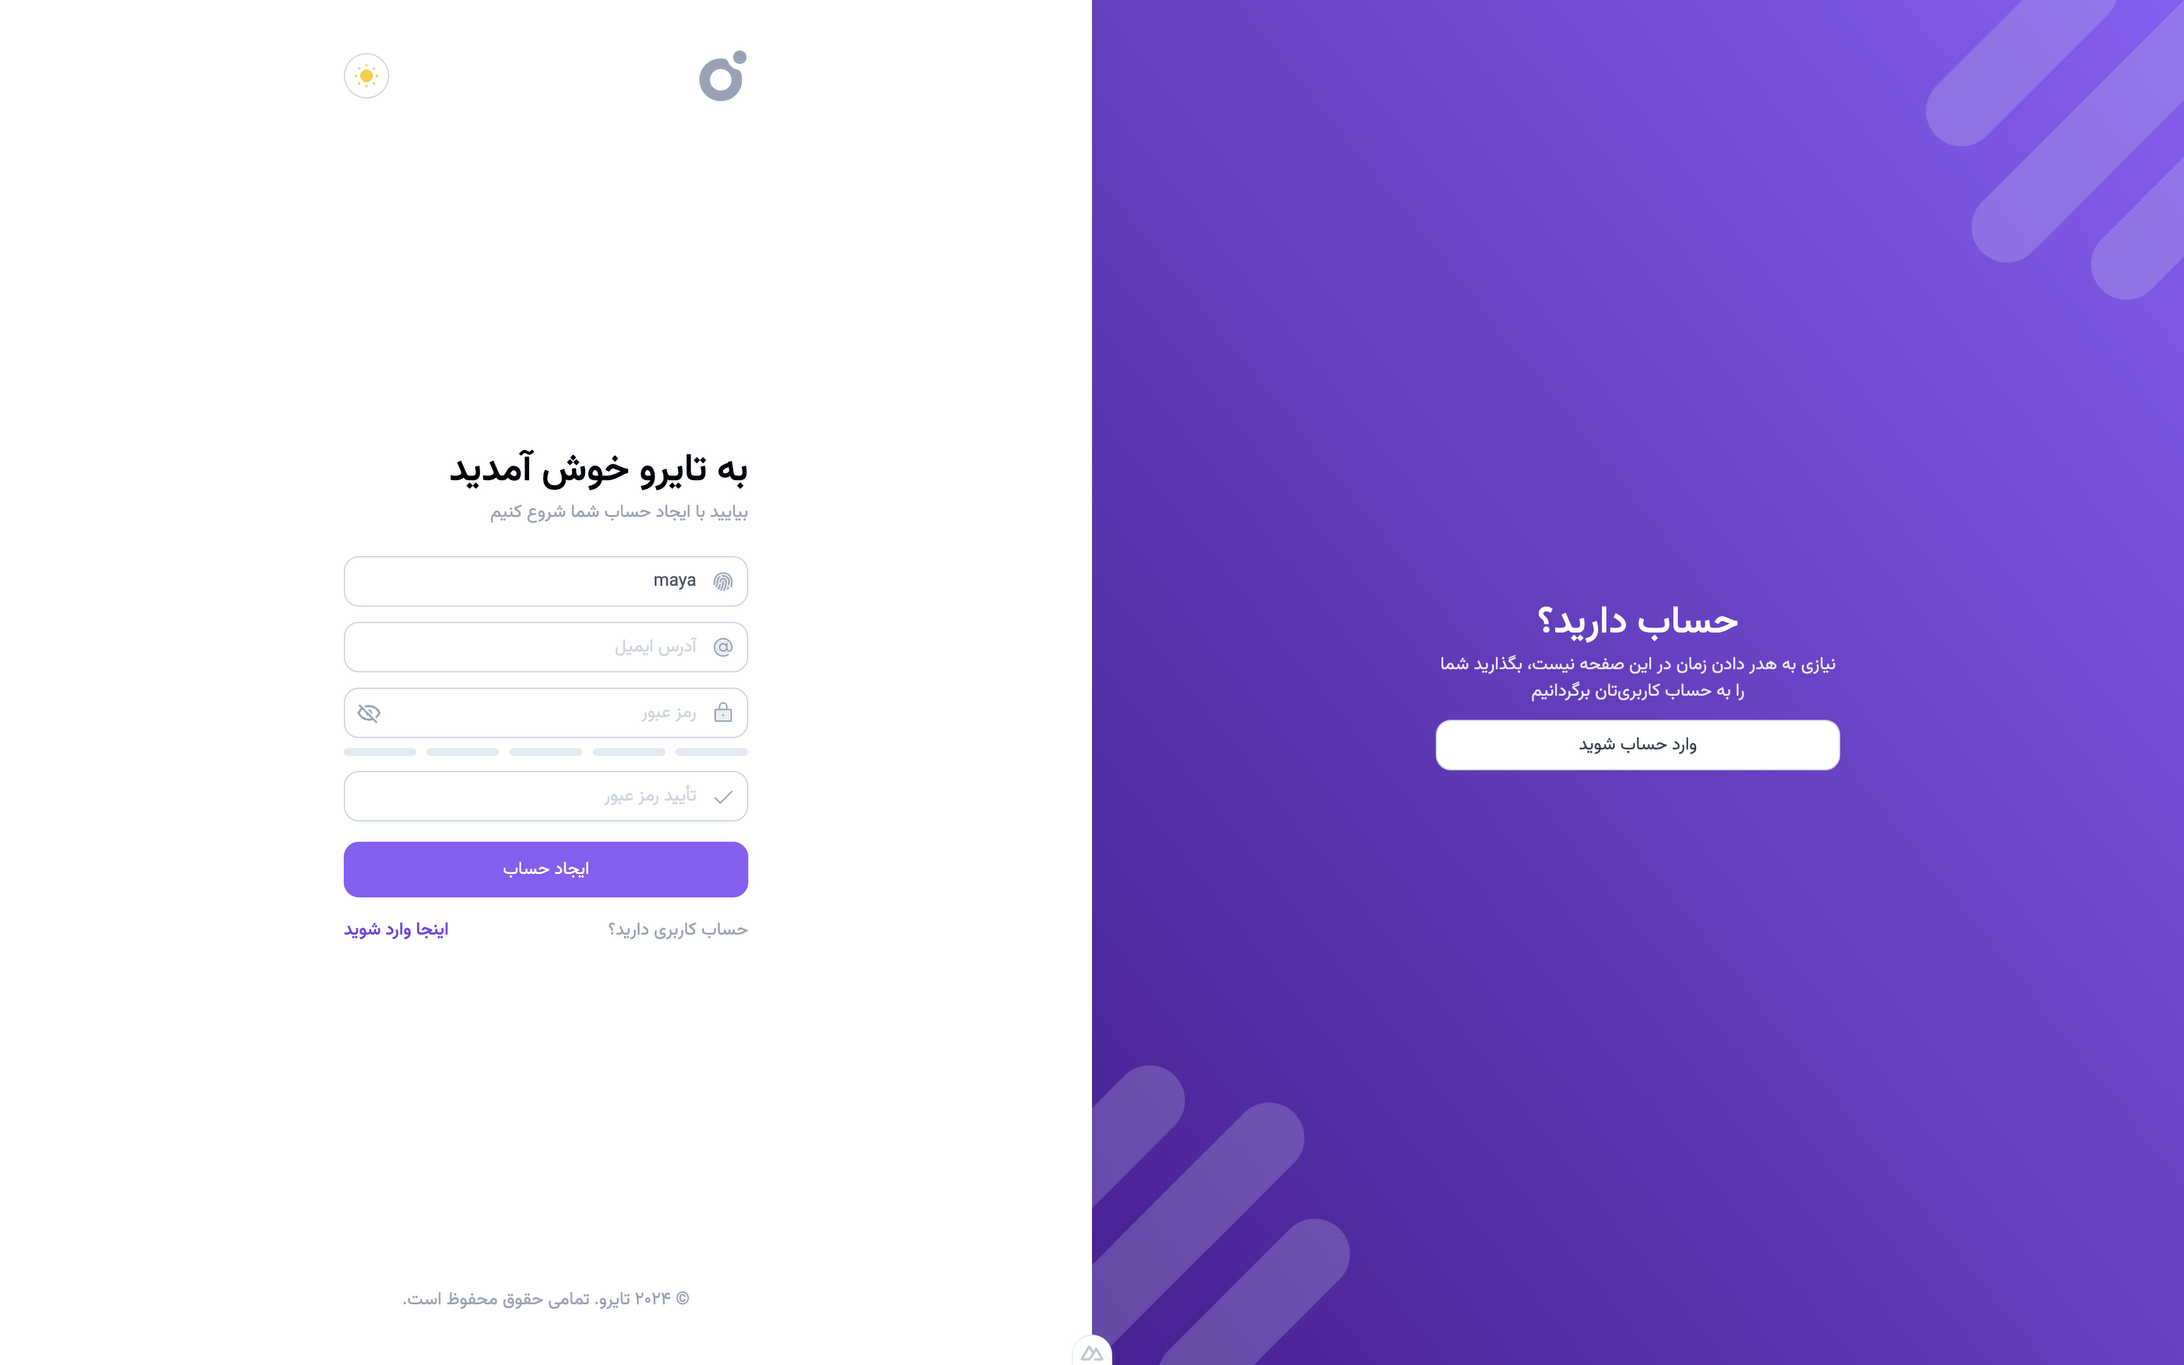 به تایرو خوش آمدید
بیایید با ایجاد حساب شما شروع کنیم
maya
آدرس ایمیل
رمز عبور
تأیید رمز عبور
ایجاد حساب
حساب کاربری دارید؟
اینجا وارد شوید
© ۲۰۲۴ تایرو. تمامی حقوق محفوظ است.
حساب دارید؟
نیازی به هدر دادن زمان در این صفحه نیست، بگذارید شما
را به حساب کاربری‌تان برگردانیم
وارد حساب شوید